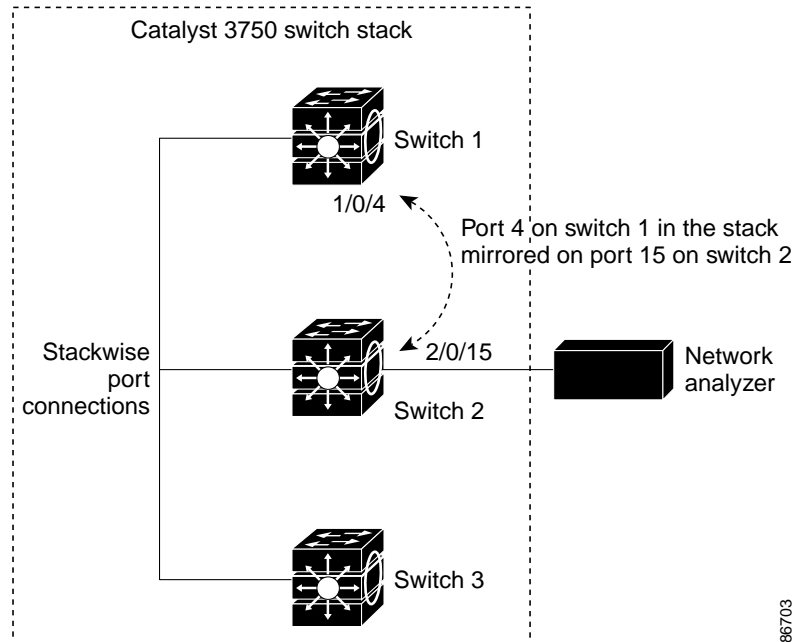 Catalyst 3750 switch stack
Switch 1
1/0/4
Port 4 on switch 1 in the stack
mirrored on port 15 on switch 2
Stackwise
port
connections
2/0/15
Switch 2
Network
analyzer
Switch 3
86703